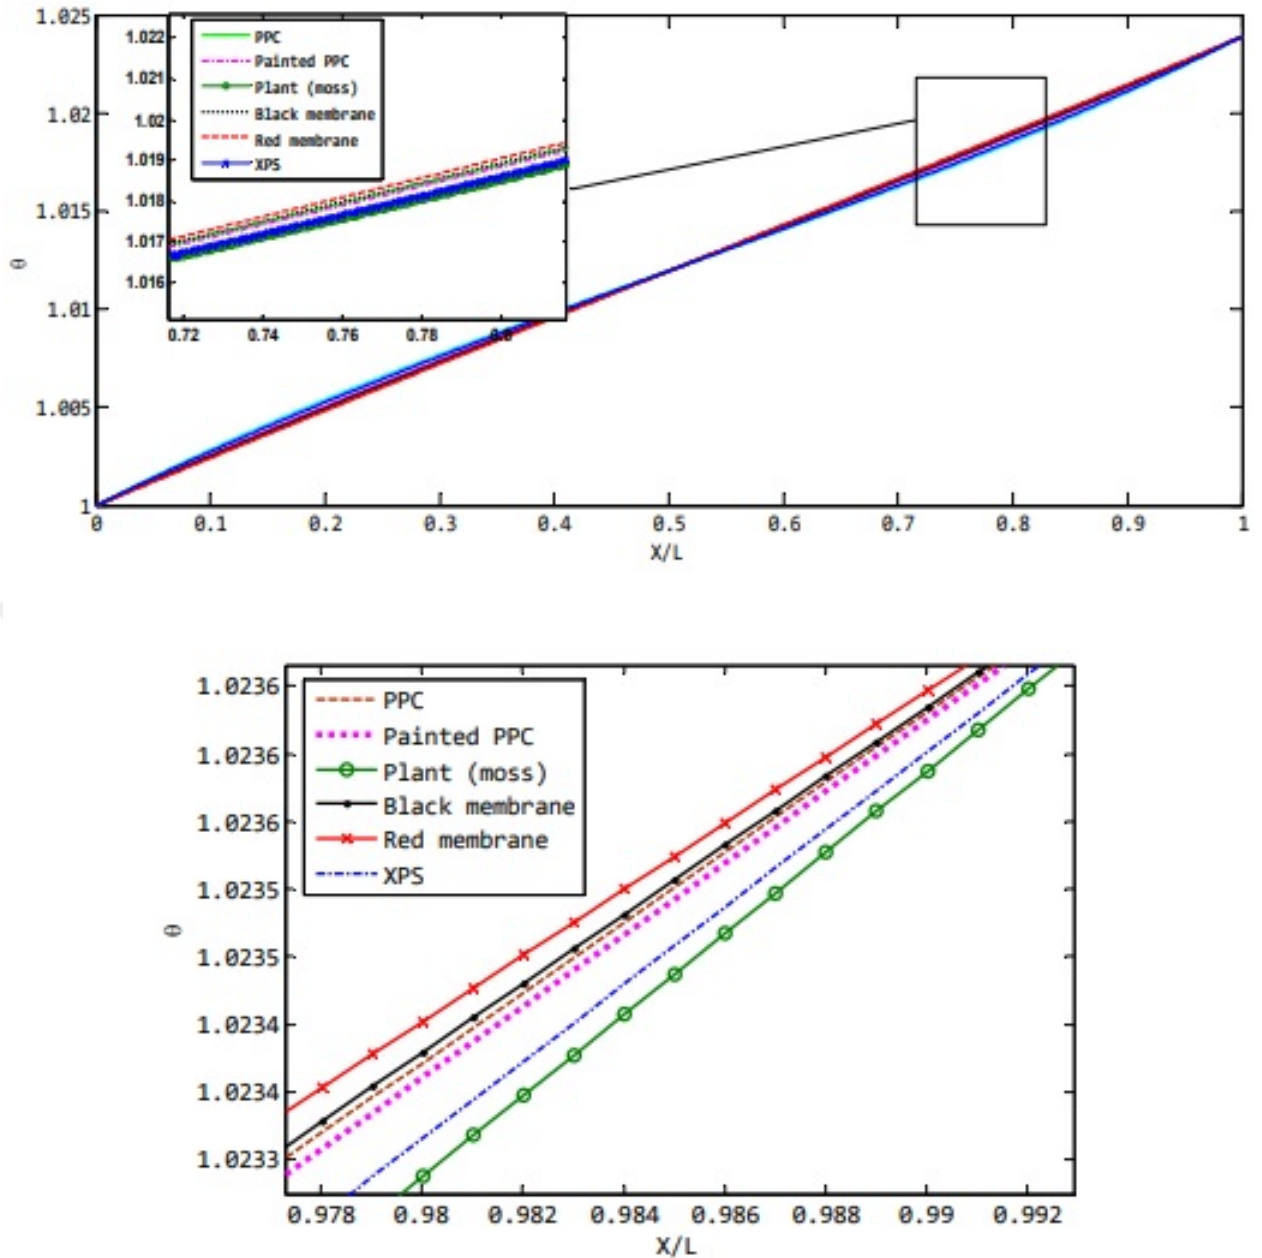 1.025
1.02
1.015
1.01
1.005
1
θ
1.022
1.021
1.02
1.019
1.018
1.017
1.016
PPC
Painted PPC
Plant (moss)
Black membrane
Red membrane
XPS
0.72 0.74 0.76 0.78 0.8
0 0.1 0.2 0.3 0.4 0.5 0.6 0.7 0.8 0.9 1
X/L
1.0236
1.0236
1.0236
1.0235
1.0235
1.0234
1.0234
1.0233
θ
PPC
Painted PPC
Plant (moss)
Black membrane
Red membrane
XPS
0.978 0.98 0.982 0.984 0.986 0.988 0.99 0.992
X/L